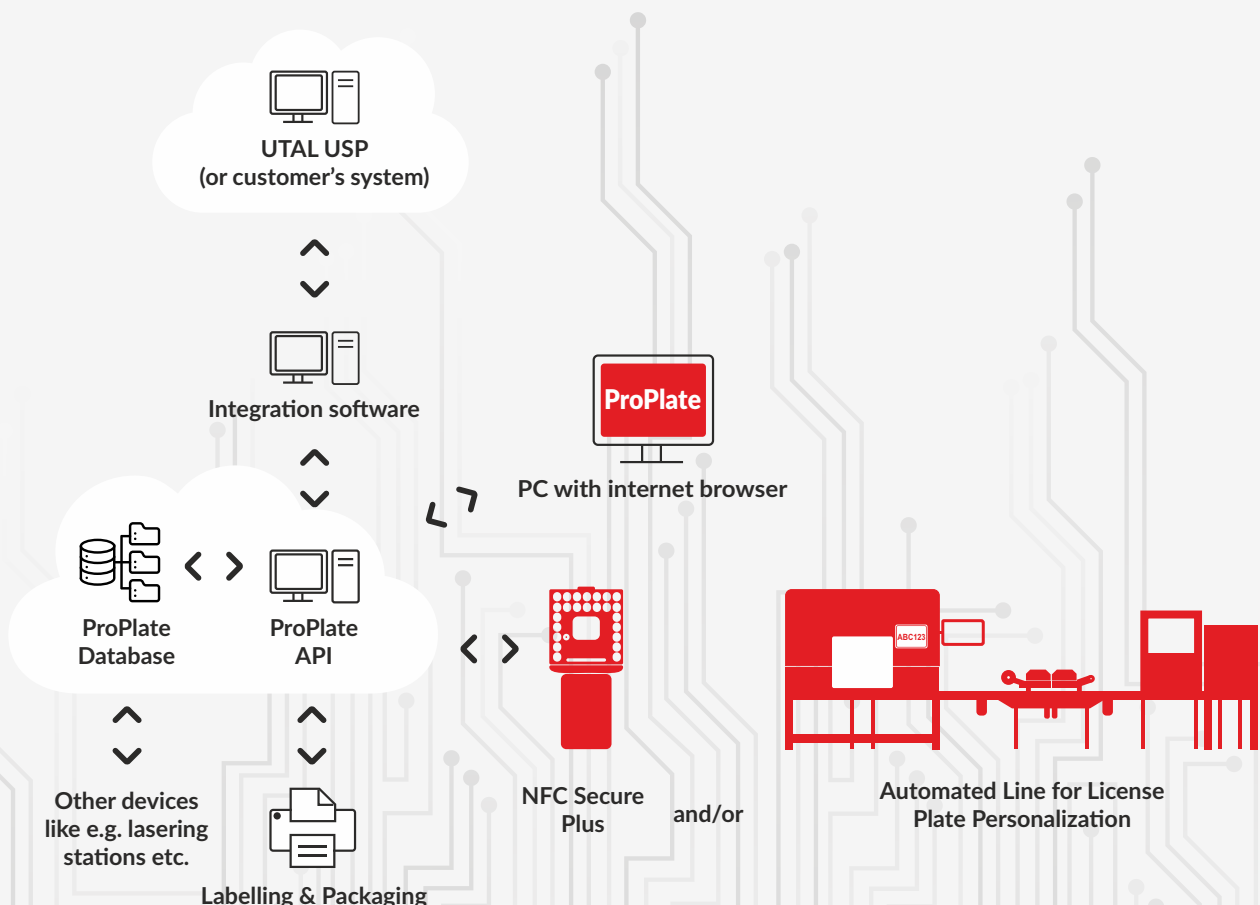 UTAL USP
(or customer's system)
Integration software
ProPlate
PC with internet browser
ProPlate
Database
ProPlate
API
ABC123
Other devices
like e.g. lasering
stations etc.
NFC Secure
Plus
and/or
Automated Line for License
Plate Personalization
Labelling & Packaging